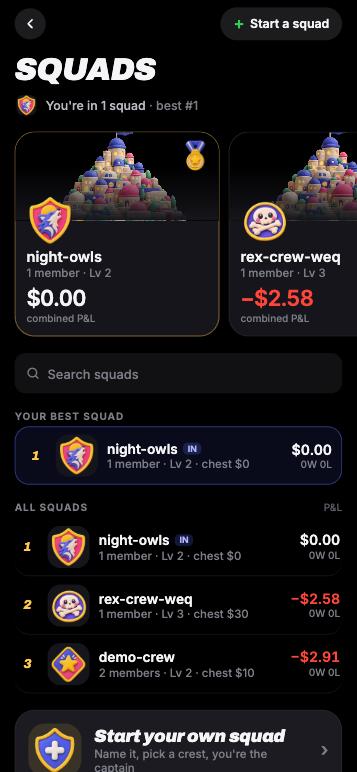 + Start a squad
SQUADS
You're in 1 squad · best #1
night-owls
1 member · Lv 2
$0.00
combined P&L
rex-crew-weq
1 member · Lv 3
−$2.58
combined P&L
Search squads
YOUR BEST SQUAD
1 night-owls IN $0.00
1 member · Lv 2 · chest $0 0W 0L
ALL SQUADS P&L
1 night-owls IN $0.00
1 member · Lv 2 · chest $0 0W 0L
2 rex-crew-weq −$2.58
1 member · Lv 3 · chest $30 0W 0L
3 demo-crew −$2.91
2 members · Lv 2 · chest $10 0W 0L
Start your own squad
Name it, pick a crest, you're the
captain